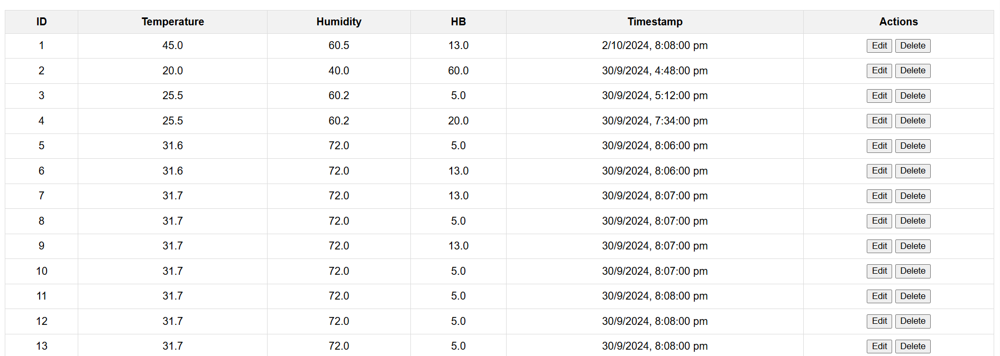 ID Temperature Humidity HB Timestamp Actions
1 45.0 60.5 13.0 2/10/2024, 8:08:00 pm Edit Delete
2 20.0 40.0 60.0 30/9/2024, 4:48:00 pm Edit Delete
3 25.5 60.2 5.0 30/9/2024, 5:12:00 pm Edit Delete
4 25.5 60.2 20.0 30/9/2024, 7:34:00 pm Edit Delete
5 31.6 72.0 5.0 30/9/2024, 8:06:00 pm Edit Delete
6 31.6 72.0 13.0 30/9/2024, 8:06:00 pm Edit Delete
7 31.7 72.0 13.0 30/9/2024, 8:07:00 pm Edit Delete
8 31.7 72.0 5.0 30/9/2024, 8:07:00 pm Edit Delete
9 31.7 72.0 13.0 30/9/2024, 8:07:00 pm Edit Delete
10 31.7 72.0 5.0 30/9/2024, 8:07:00 pm Edit Delete
11 31.7 72.0 5.0 30/9/2024, 8:08:00 pm Edit Delete
12 31.7 72.0 5.0 30/9/2024, 8:08:00 pm Edit Delete
13 31.7 72.0 5.0 30/9/2024, 8:08:00 pm Edit Delete